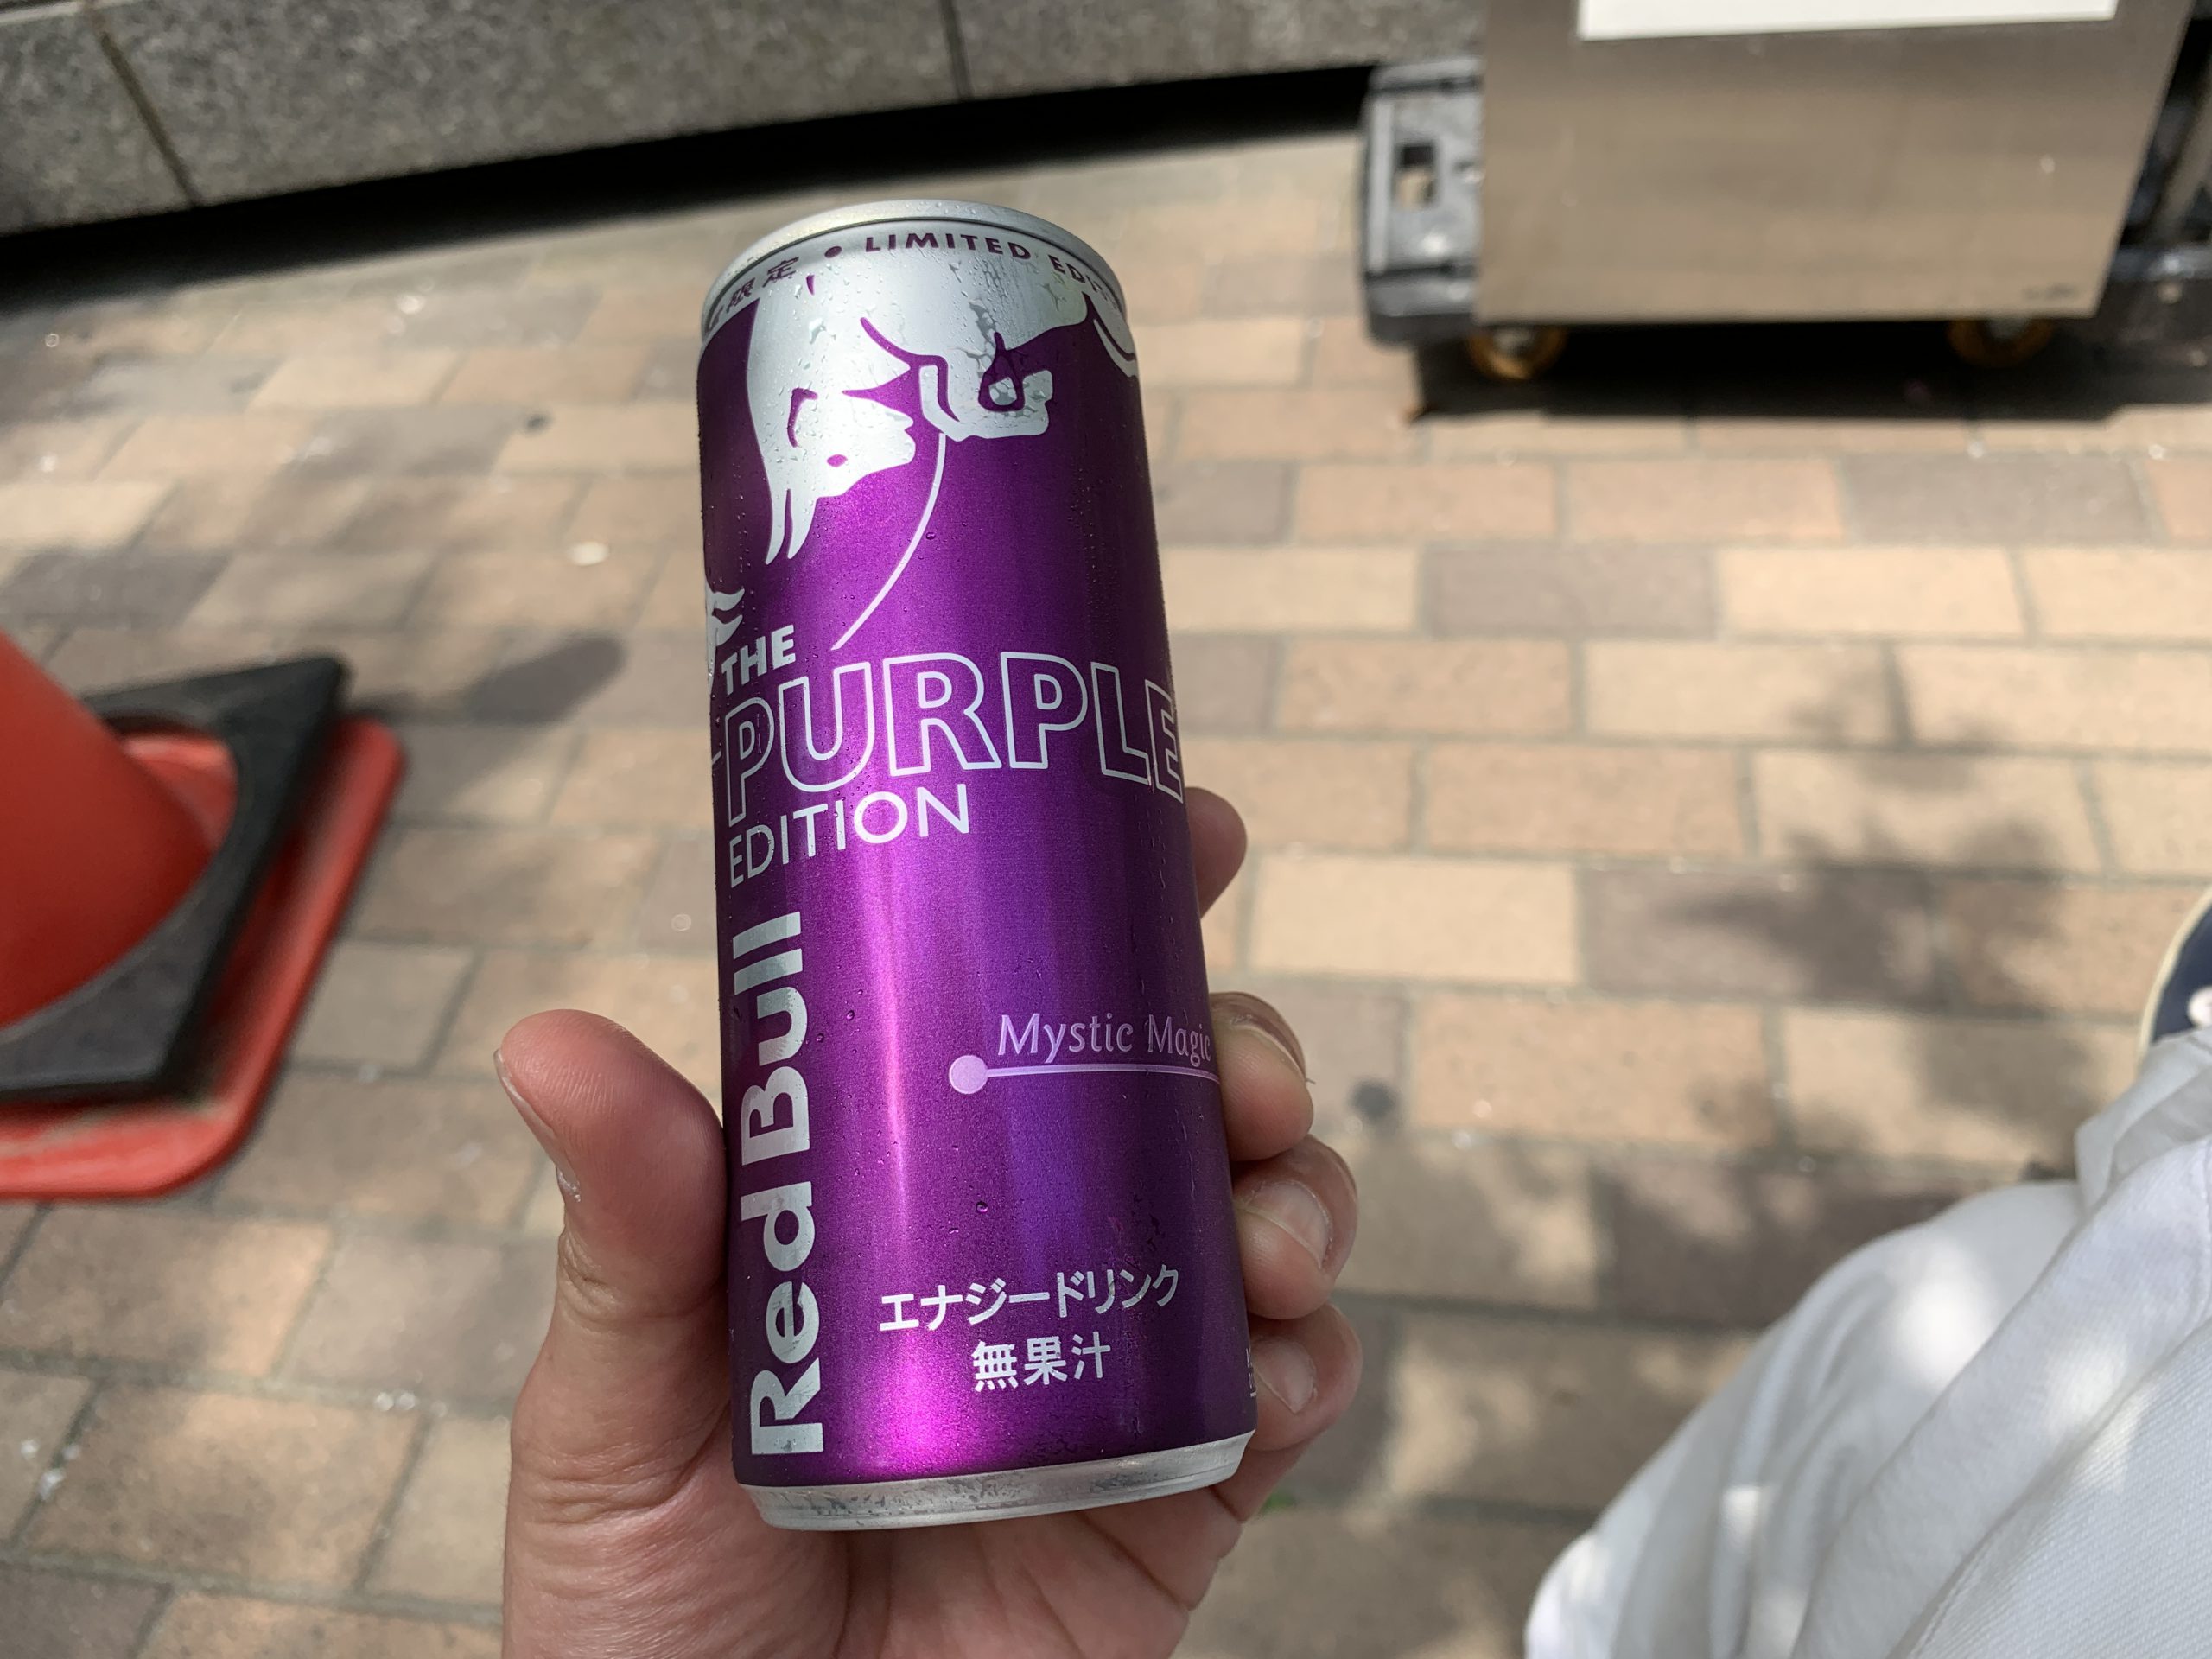 限定 • LIMITED EDITION
THE
PURPLE
EDITION
Red Bull
Mystic Magic
エナジードリンク
無果汁